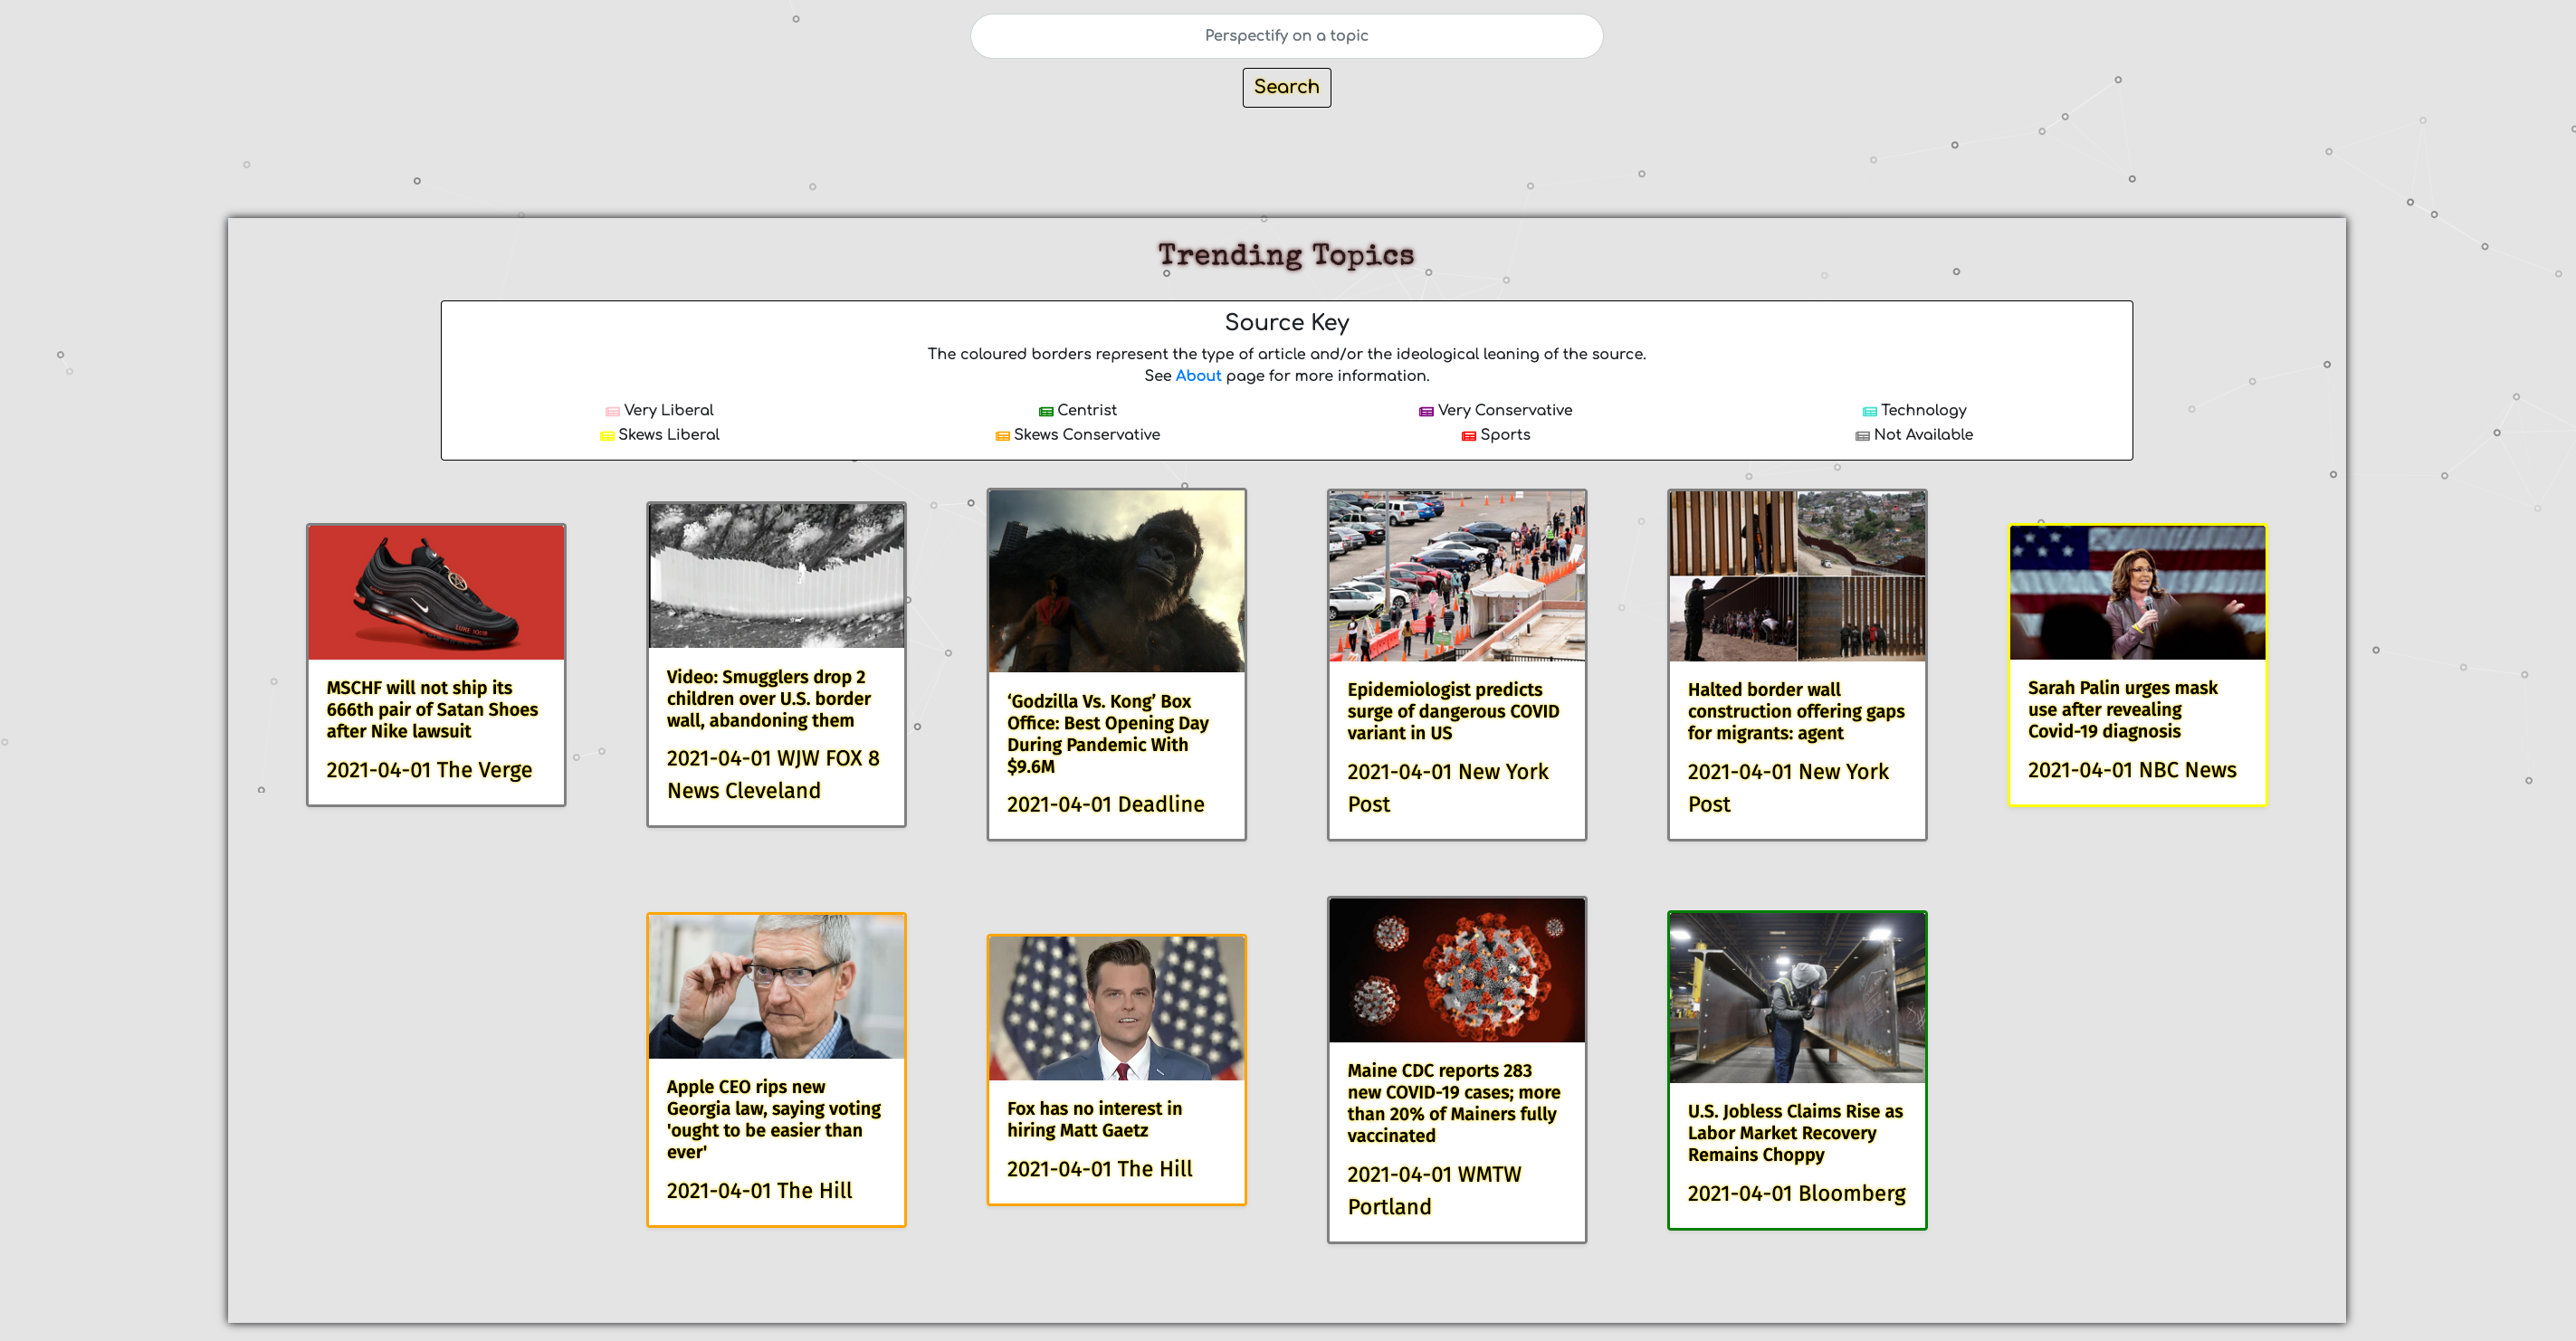 Perspectify on a topic
Search
Trending Topics
Source Key
The coloured borders represent the type of article and/or the ideological leaning of the source.
See About page for more information.
Very Liberal
Centrist
Very Conservative
Technology
Skews Liberal
Skews Conservative
Sports
Not Available
MSCHF will not ship its
666th pair of Satan Shoes
after Nike lawsuit
2021-04-01 The Verge
Video: Smugglers drop 2
children over U.S. border
wall, abandoning them
2021-04-01 WJW FOX 8
News Cleveland
‘Godzilla Vs. Kong’ Box
Office: Best Opening Day
During Pandemic With
$9.6M
2021-04-01 Deadline
Epidemiologist predicts
surge of dangerous COVID
variant in US
2021-04-01 New York
Post
Halted border wall
construction offering gaps
for migrants: agent
2021-04-01 New York
Post
Sarah Palin urges mask
use after revealing
Covid-19 diagnosis
2021-04-01 NBC News
Apple CEO rips new
Georgia law, saying voting
'ought to be easier than
ever'
2021-04-01 The Hill
Fox has no interest in
hiring Matt Gaetz
2021-04-01 The Hill
Maine CDC reports 283
new COVID-19 cases; more
than 20% of Mainers fully
vaccinated
2021-04-01 WMTW
Portland
U.S. Jobless Claims Rise as
Labor Market Recovery
Remains Choppy
2021-04-01 Bloomberg